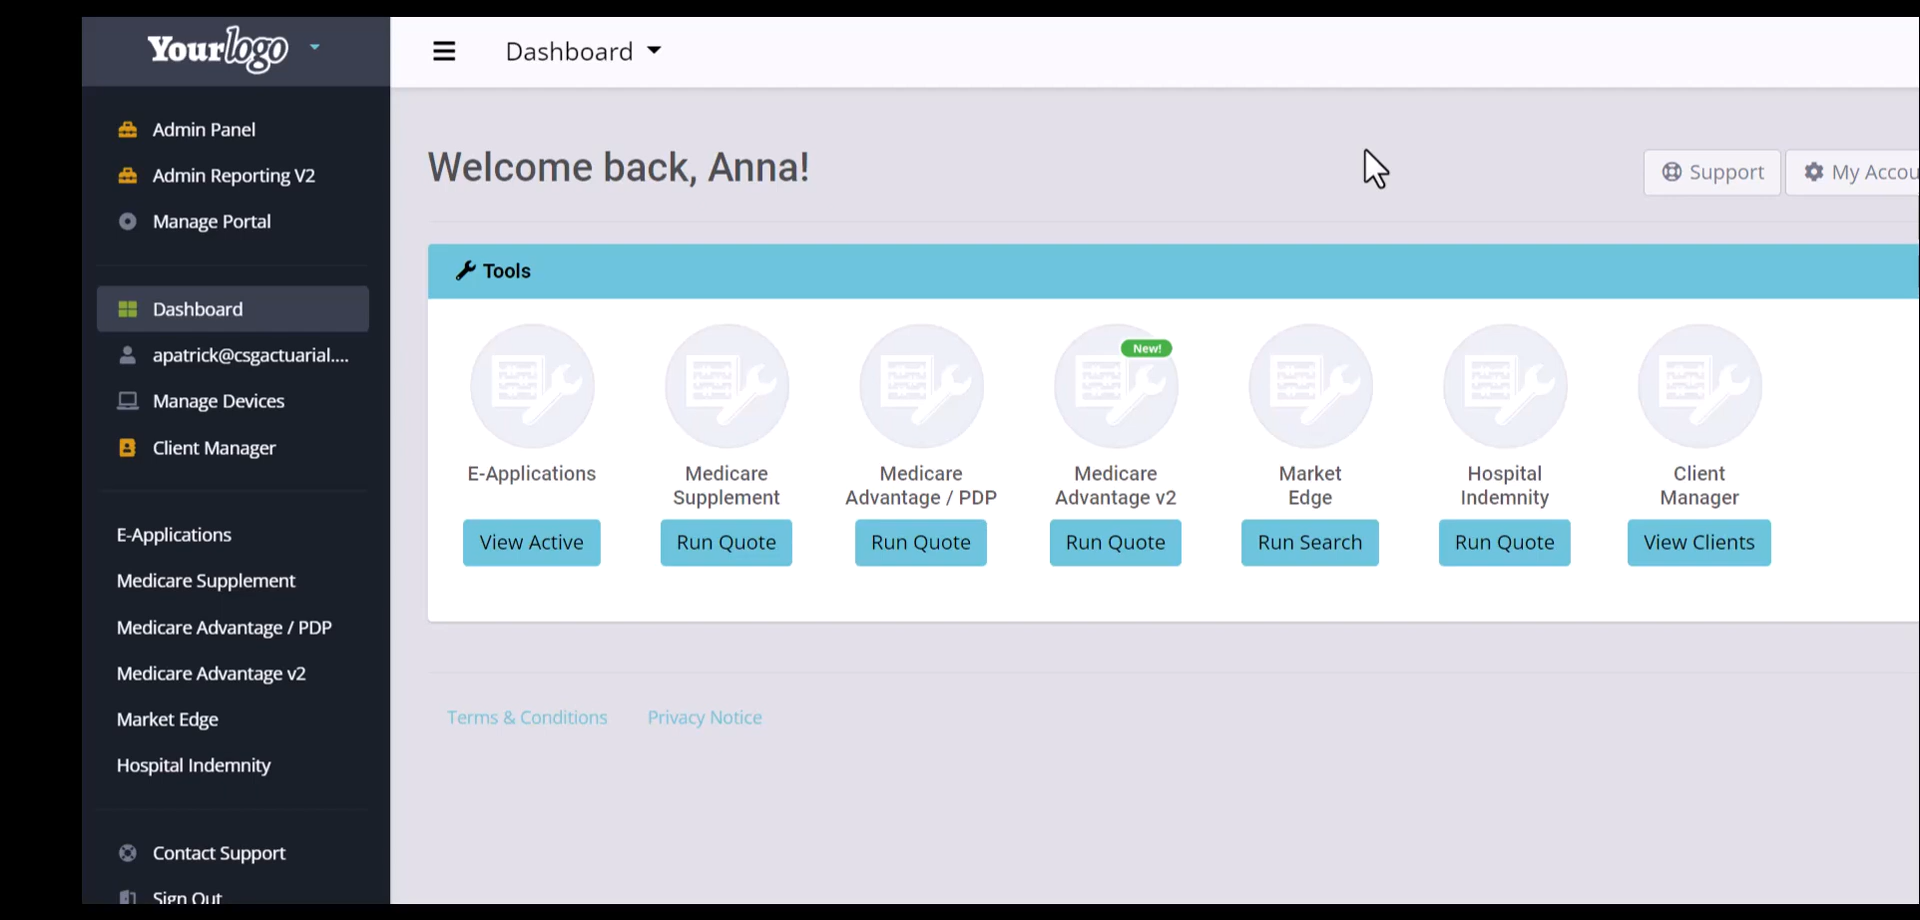 Yourlogo
Admin Panel
Admin Reporting V2
Manage Portal
Dashboard
apatrick@csgactuarial....
Manage Devices
Client Manager
E-Applications
Medicare Supplement
Medicare Advantage / PDP
Medicare Advantage v2
Market Edge
Hospital Indemnity
Contact Support
Sign Out
Dashboard
Welcome back, Anna!
Support
My Accou
Tools
New!
E-Applications
View Active
Medicare
Supplement
Run Quote
Medicare
Advantage / PDP
Run Quote
Medicare
Advantage v2
Run Quote
Market
Edge
Run Search
Hospital
Indemnity
Run Quote
Client
Manager
View Clients
Terms & Conditions
Privacy Notice